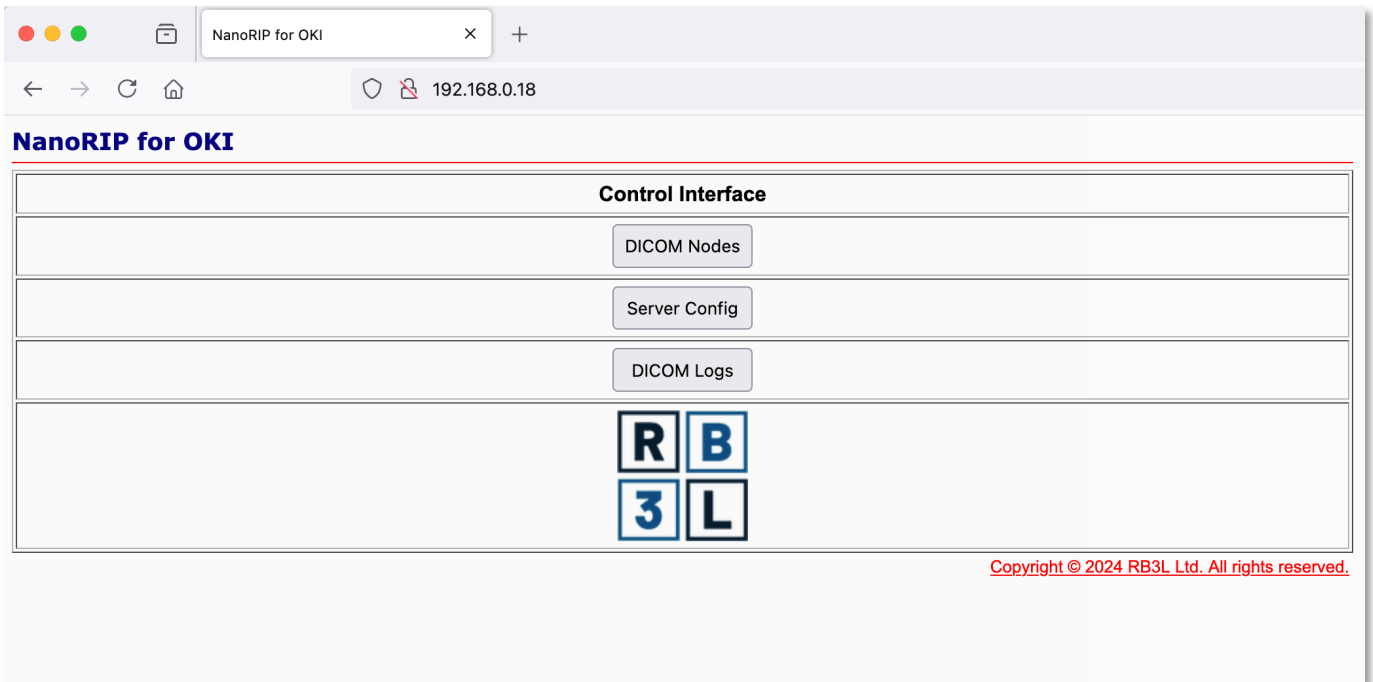 NanoRIP for OKI
192.168.0.18
NanoRIP for OKI
Control Interface
DICOM Nodes
Server Config
DICOM Logs
R B
3 L
Copyright © 2024 RB3L Ltd. All rights reserved.